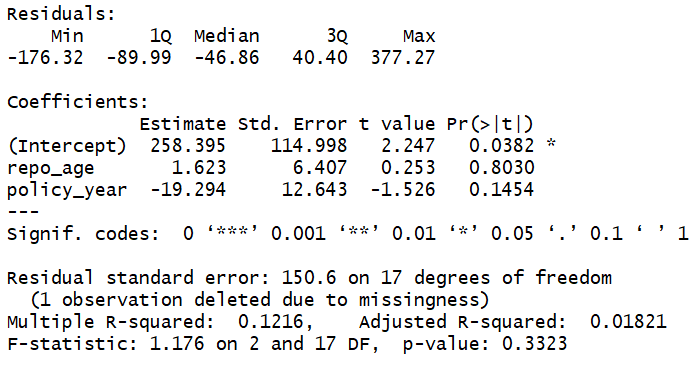 Residuals:
    Min      1Q  Median      3Q     Max
-176.32  -89.99  -46.86   40.40  377.27

Coefficients:
            Estimate Std. Error t value Pr(>|t|)
(Intercept)  258.395    114.998   2.247   0.0382 *
repo_age       1.623      6.407   0.253   0.8030
policy_year  -19.294     12.643  -1.526   0.1454
---
Signif. codes:  0 ‘***’ 0.001 ‘**’ 0.01 ‘*’ 0.05 ‘.’ 0.1 ‘ ’ 1

Residual standard error: 150.6 on 17 degrees of freedom
  (1 observation deleted due to missingness)
Multiple R-squared:  0.1216,    Adjusted R-squared:  0.01821
F-statistic: 1.176 on 2 and 17 DF,  p-value: 0.3323